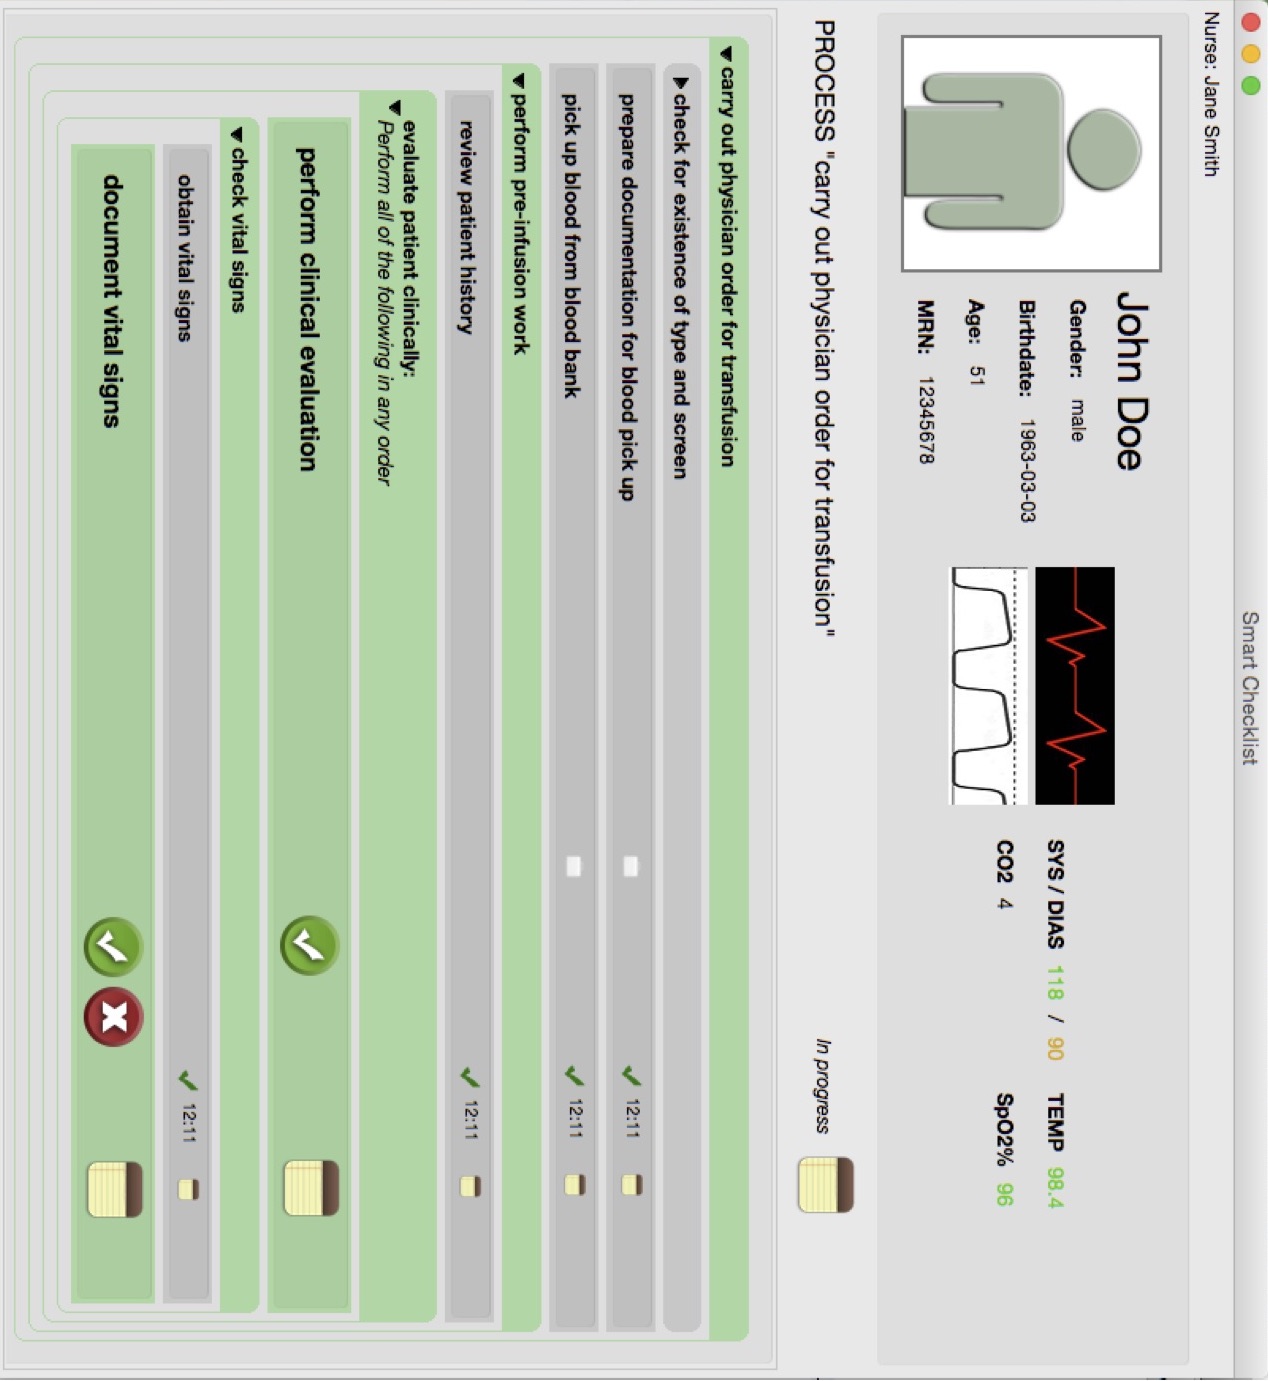 Smart Checklist
Nurse: Jane Smith
John Doe
Gender: male
Birthdate: 1963-03-03
Age: 51
MRN: 12345678
SYS / DIAS 118 / 90 TEMP 98.4
CO2 4 SpO2% 96
PROCESS "carry out physician order for transfusion" In progress
carry out physician order for transfusion
check for existence of type and screen
prepare documentation for blood pick up 12:11
pick up blood from blood bank 12:11
perform pre-infusion work
review patient history 12:11
evaluate patient clinically:
Perform all of the following in any order
perform clinical evaluation
check vital signs
obtain vital signs 12:11
document vital signs